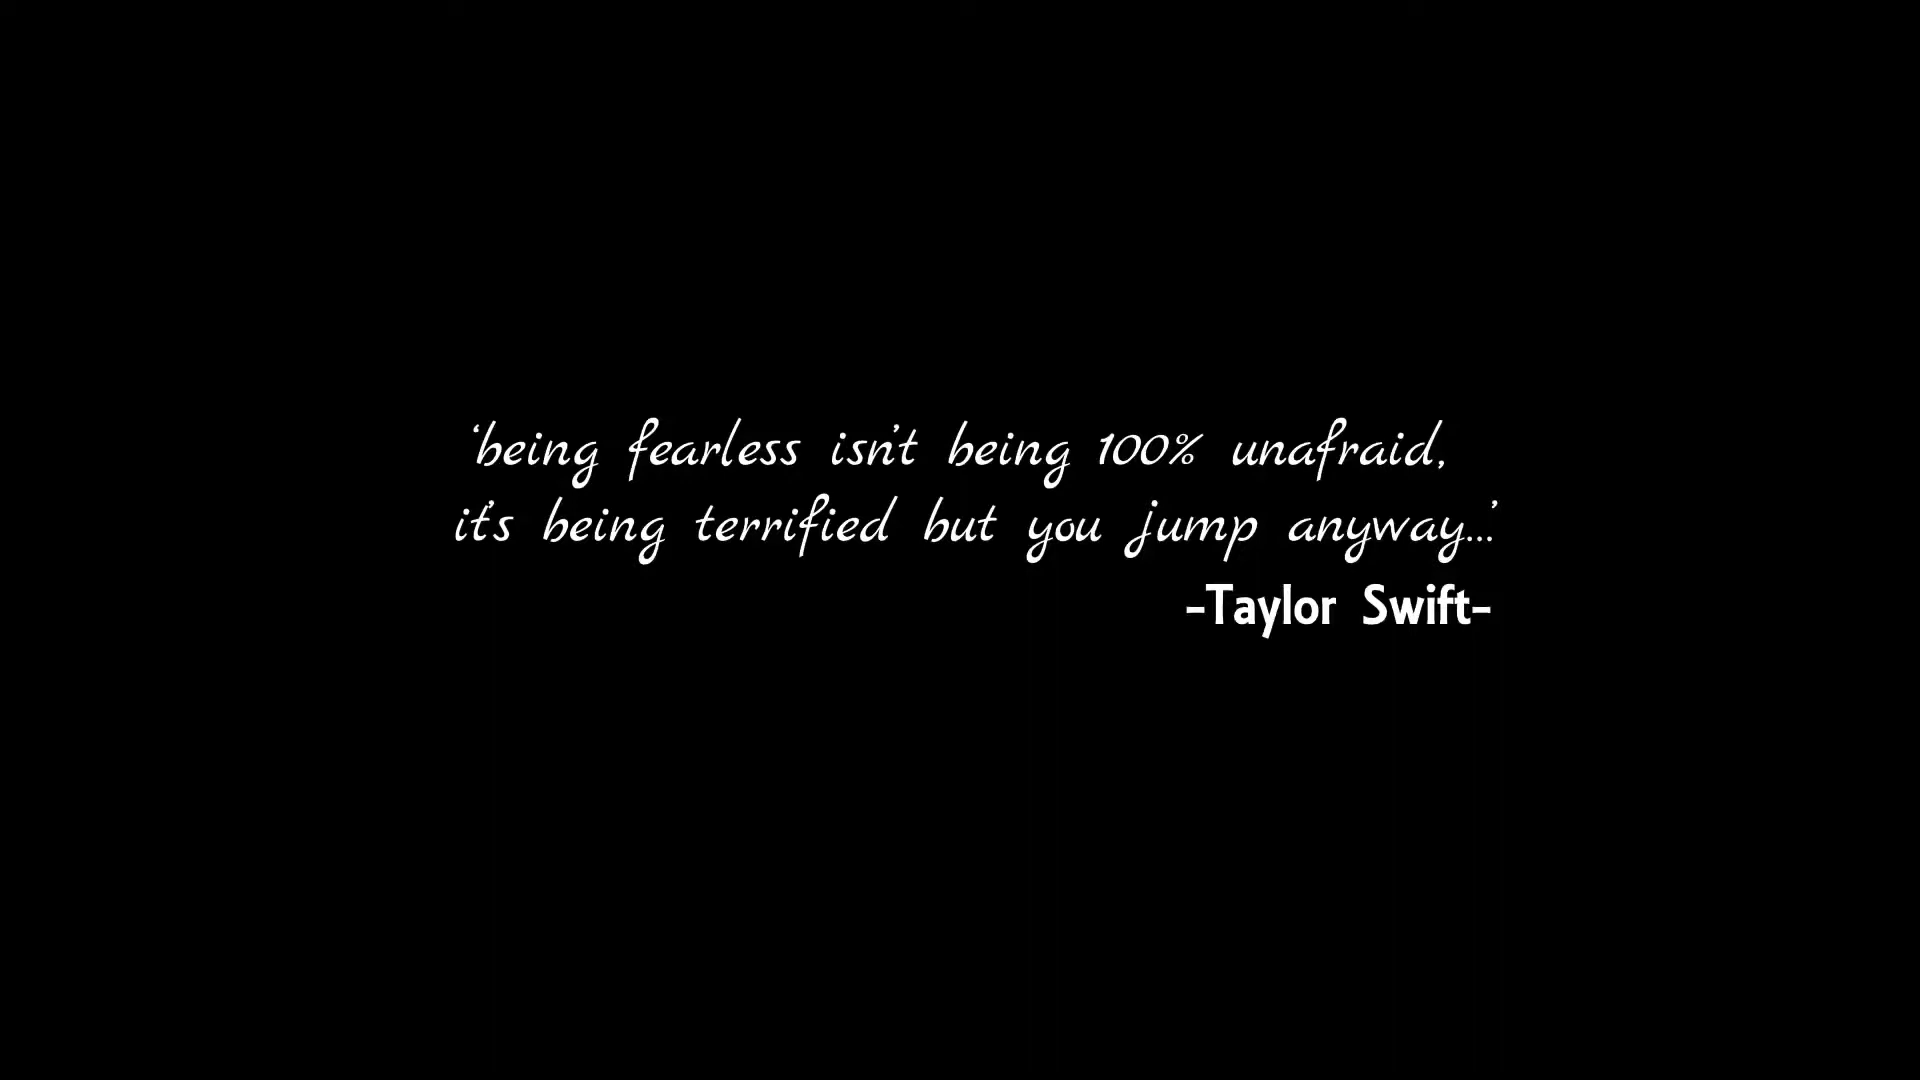 ‘being fearless isn’t being 100% unafraid,
it’s being terrified but you jump anyway...’
-Taylor Swift-